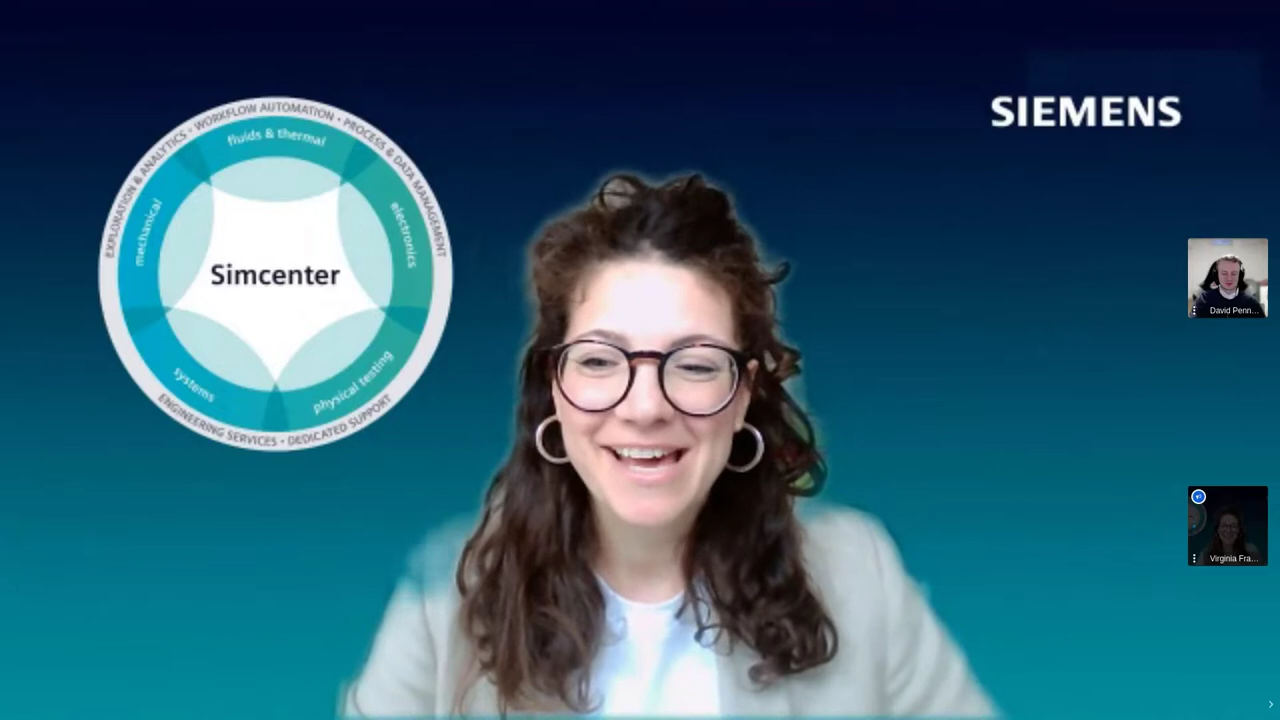 EXPLORATION & ANALYTICS • WORKFLOW AUTOMATION • PROCESS & DATA MANAGEMENT
fluids & thermal
mechanical
electronics
Simcenter
systems
physical testing
ENGINEERING SERVICES • DEDICATED SUPPORT
SIEMENS
David Penn...
Virginia Fra...